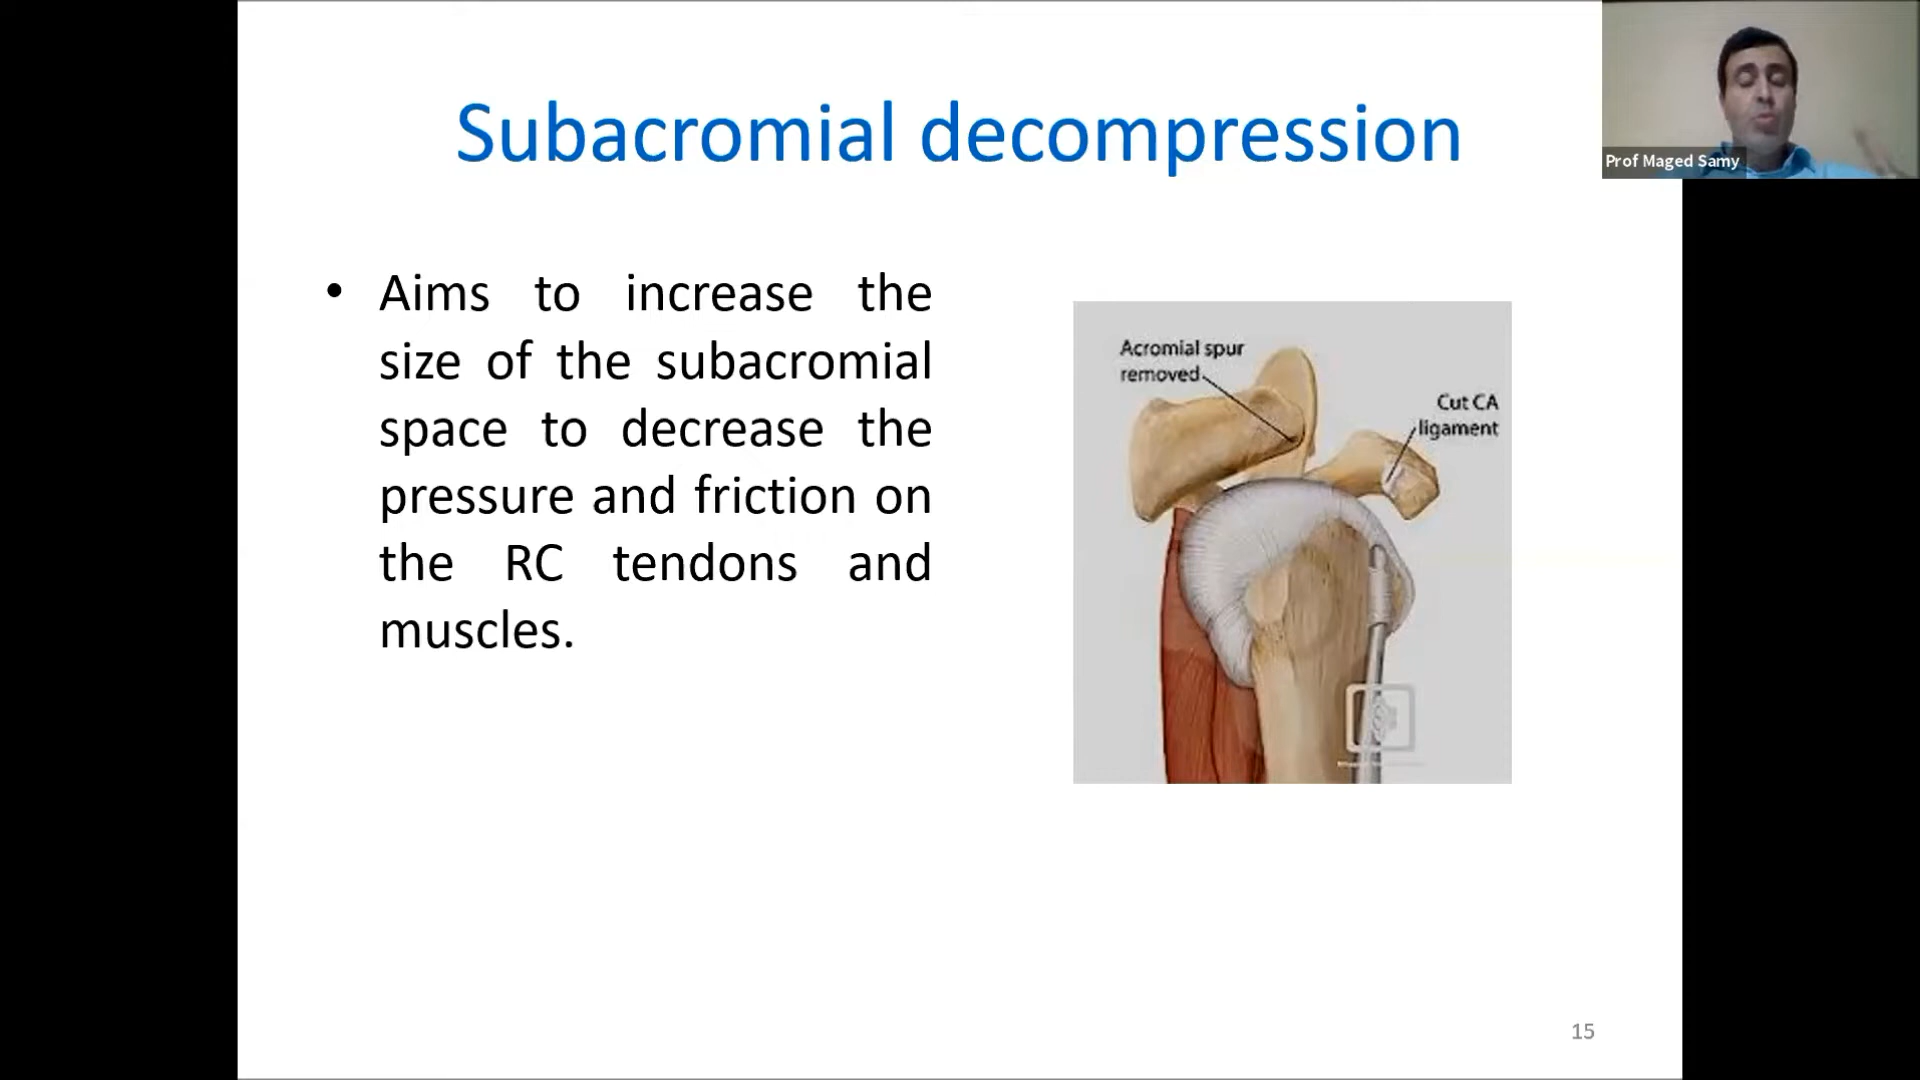 Subacromial decompression
Prof Maged Samy
• Aims to increase the
size of the subacromial
space to decrease the
pressure and friction on
the RC tendons and
muscles.
Acromial spur
removed
Cut CA
ligament
15